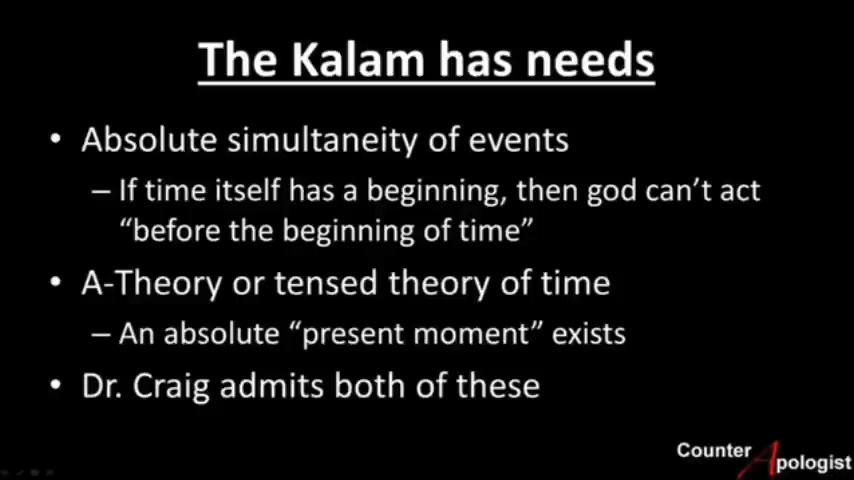 The Kalam has needs
• Absolute simultaneity of events
– If time itself has a beginning, then god can’t act
“before the beginning of time”
• A-Theory or tensed theory of time
– An absolute “present moment” exists
• Dr. Craig admits both of these
Counter
Apologist